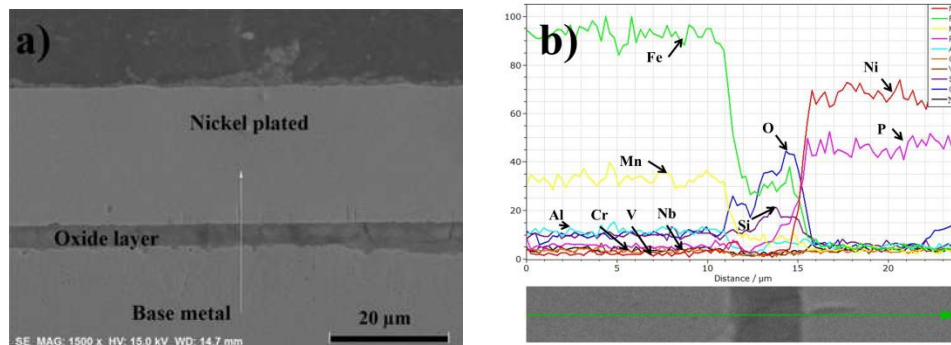 a)
Nickel plated
Oxide layer
Base metal
20 µm
SE MAG: 1500 x HV: 15.0 kV WD: 14.7 mm
b)
100
80
60
40
20
0
Fe
Ni
O
P
Mn
Al
Cr
V
Nb
Si
0
5
10
15
20
Distance / µm